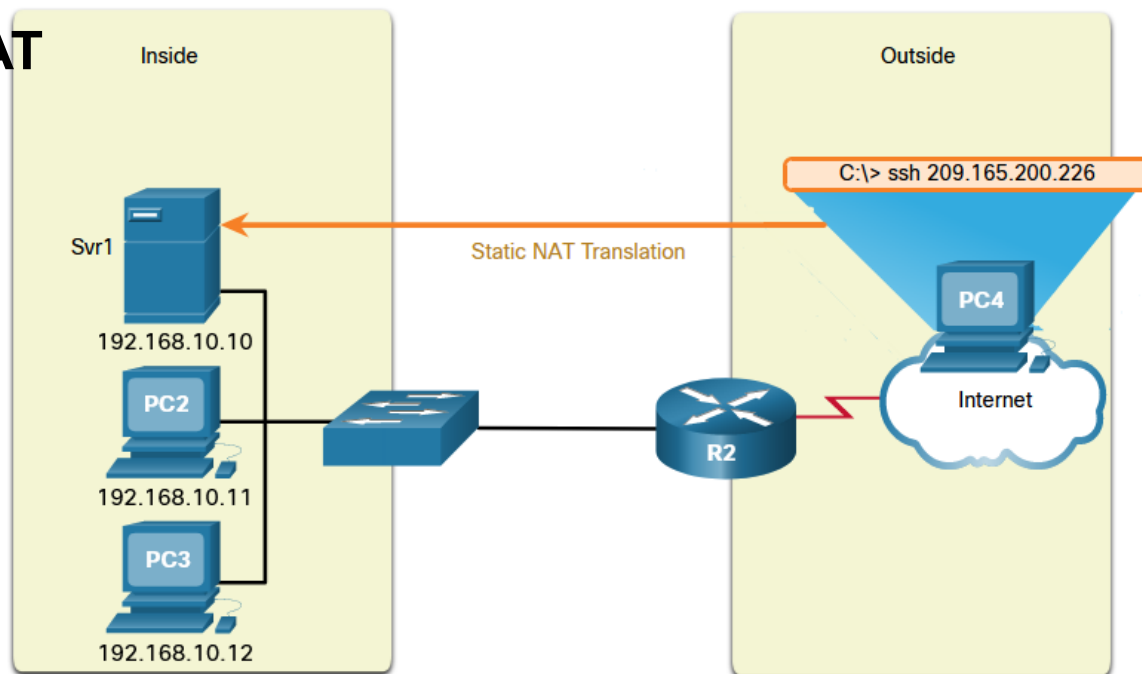 AT
Inside
Outside
C:\> ssh 209.165.200.226
Static NAT Translation
Svr1
192.168.10.10
PC4
Internet
PC2
192.168.10.11
R2
PC3
192.168.10.12